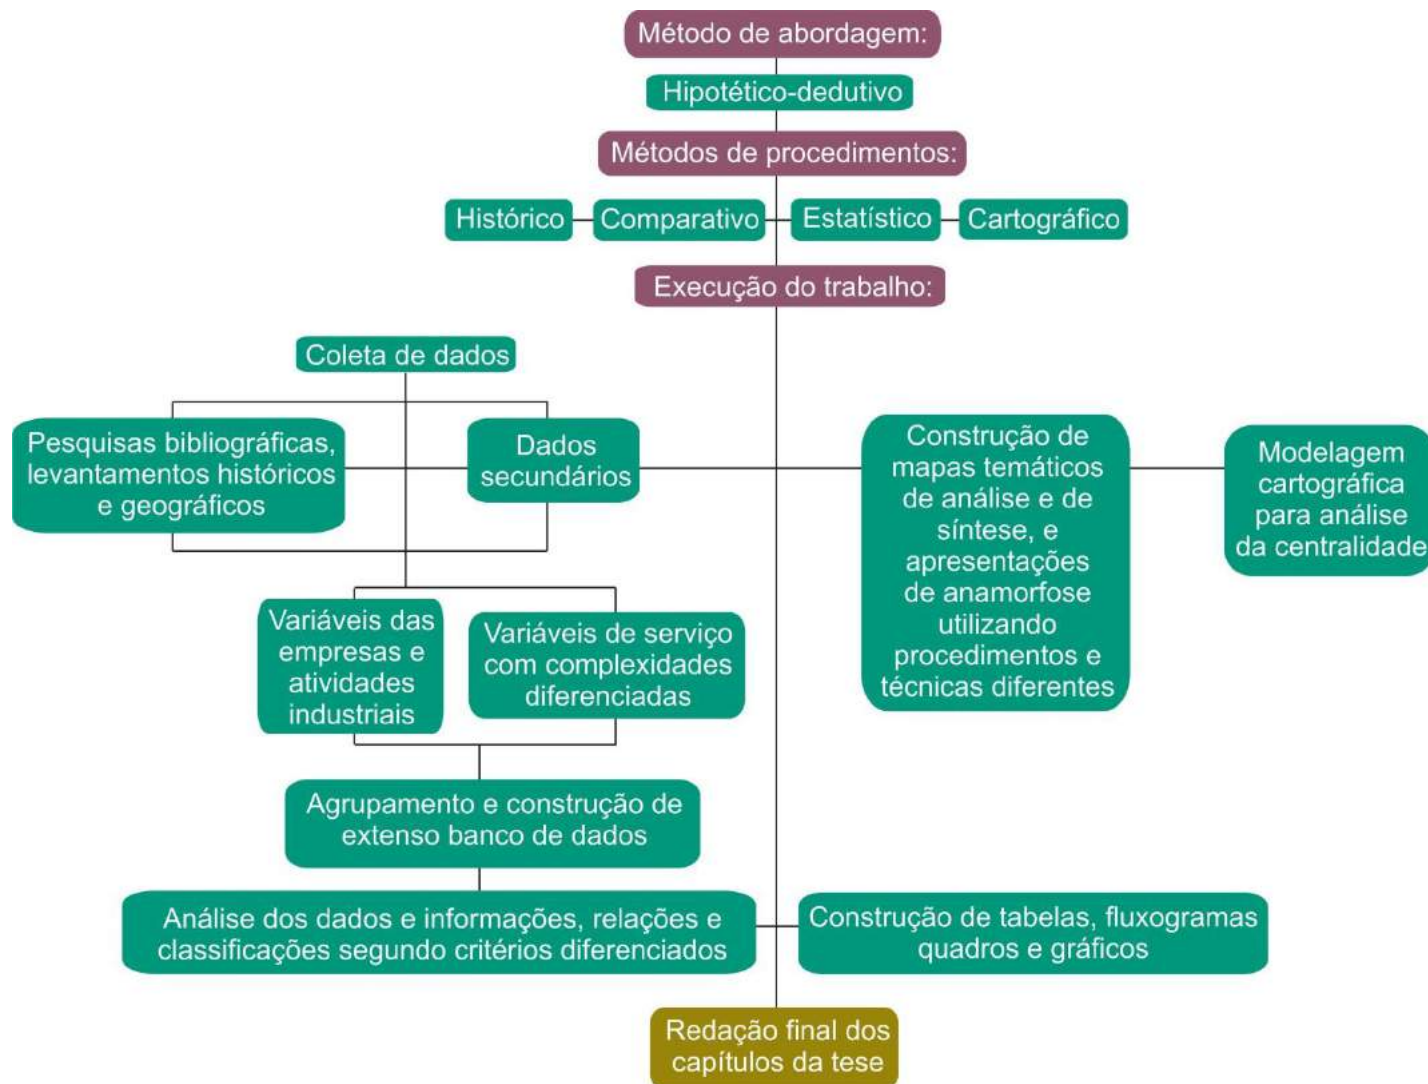 Método de abordagem:
Hipotético-dedutivo
Métodos de procedimentos:
Histórico
Comparativo
Estatístico
Cartográfico
Execução do trabalho:
Coleta de dados
Pesquisas bibliográficas,
levantamentos históricos
e geográficos
Dados
secundários
Construção de
mapas temáticos
de análise e de
síntese, e
apresentações
de anamorfose
utilizando
procedimentos e
técnicas diferentes
Modelagem
cartográfica
para análise
da centralidade
Variáveis das
empresas e
atividades
industriais
Variáveis de serviço
com complexidades
diferenciadas
Agrupamento e construção de
extenso banco de dados
Análise dos dados e informações, relações e
classificações segundo critérios diferenciados
Construção de tabelas, fluxogramas
quadros e gráficos
Redação final dos
capítulos da tese